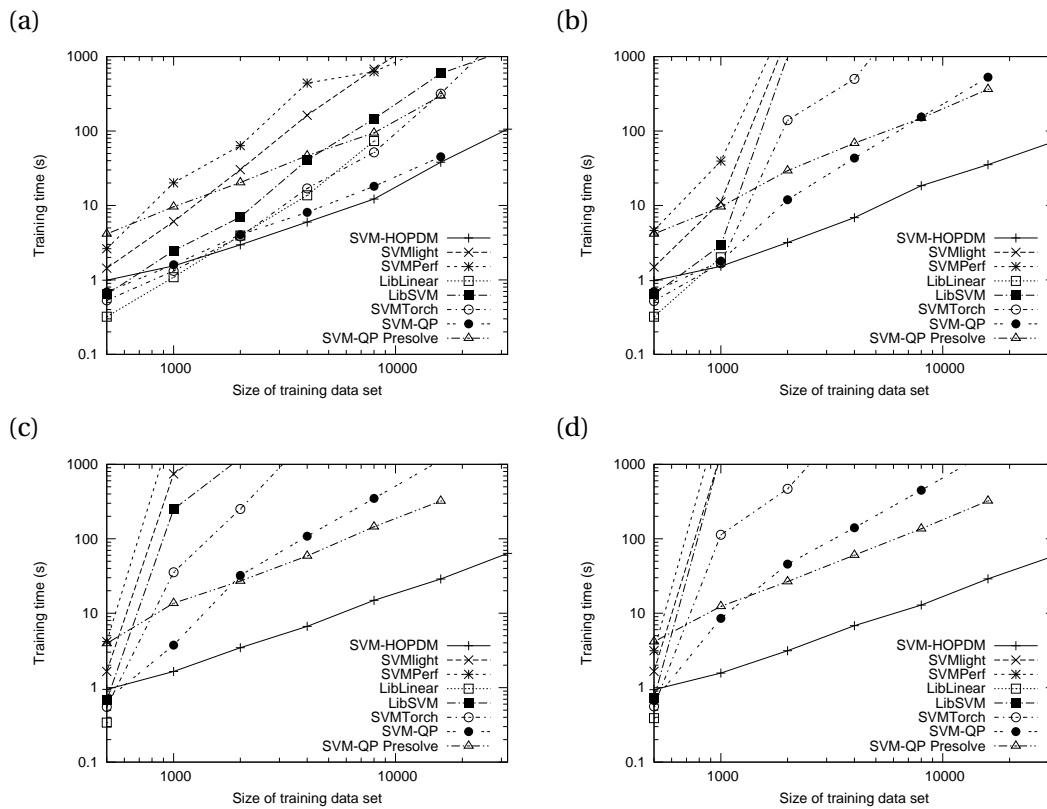 (a)
1000
100
10
1
0.1
Training time (s)
1000
10000
Size of training data set
SVM-HOPDM
SVMlight
SVMPerf
LibLinear
LibSVM
SVMTorch
SVM-QP
SVM-QP Presolve
(b)
1000
100
10
1
0.1
Training time (s)
1000
10000
Size of training data set
SVM-HOPDM
SVMlight
SVMPerf
LibLinear
LibSVM
SVMTorch
SVM-QP
SVM-QP Presolve
(c)
1000
100
10
1
0.1
Training time (s)
1000
10000
Size of training data set
SVM-HOPDM
SVMlight
SVMPerf
LibLinear
LibSVM
SVMTorch
SVM-QP
SVM-QP Presolve
(d)
1000
100
10
1
0.1
Training time (s)
1000
10000
Size of training data set
SVM-HOPDM
SVMlight
SVMPerf
LibLinear
LibSVM
SVMTorch
SVM-QP
SVM-QP Presolve